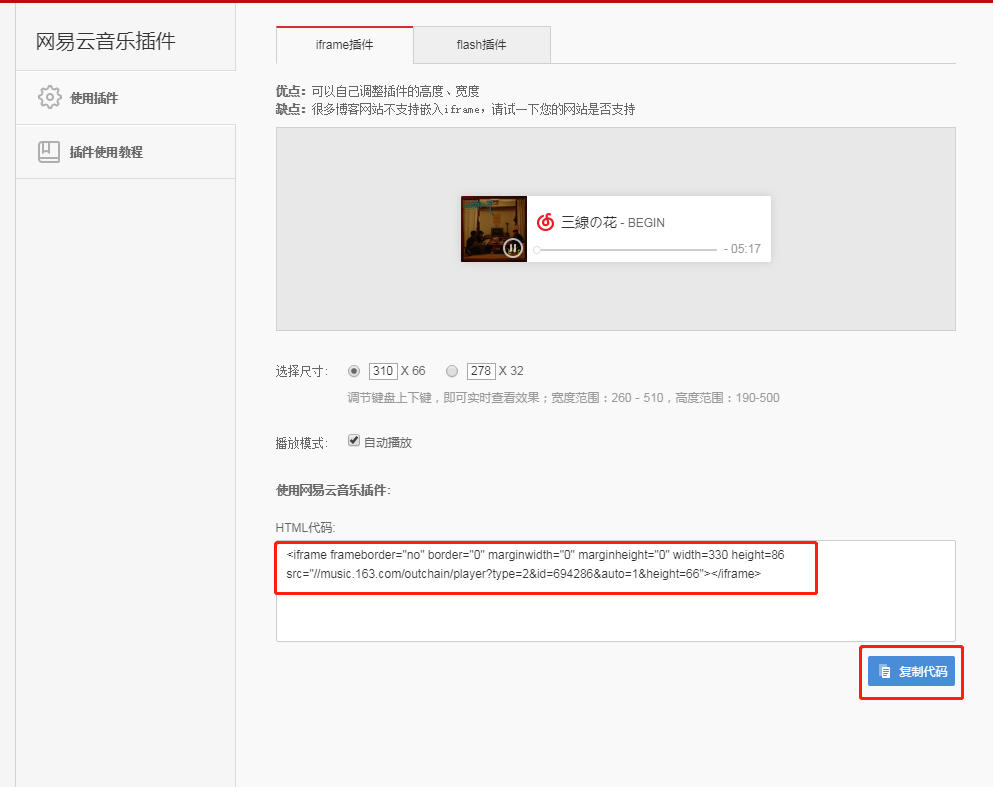 网易云音乐插件
使用插件
插件使用教程
iframe插件
flash插件
优点：可以自己调整插件的高度、宽度
缺点：很多博客网站不支持嵌入iframe，请试一下您的网站是否支持
三線の花 - BEGIN
- 05:17
选择尺寸：
310 X 66
278 X 32
调节键盘上下键，即可实时查看效果；宽度范围：260 - 510，高度范围：190-500
播放模式：
自动播放
使用网易云音乐插件：
HTML代码:
<iframe frameborder="no" border="0" marginwidth="0" marginheight="0" width=330 height=86
src="//music.163.com/outchain/player?type=2&id=694286&auto=1&height=66"></iframe>
复制代码